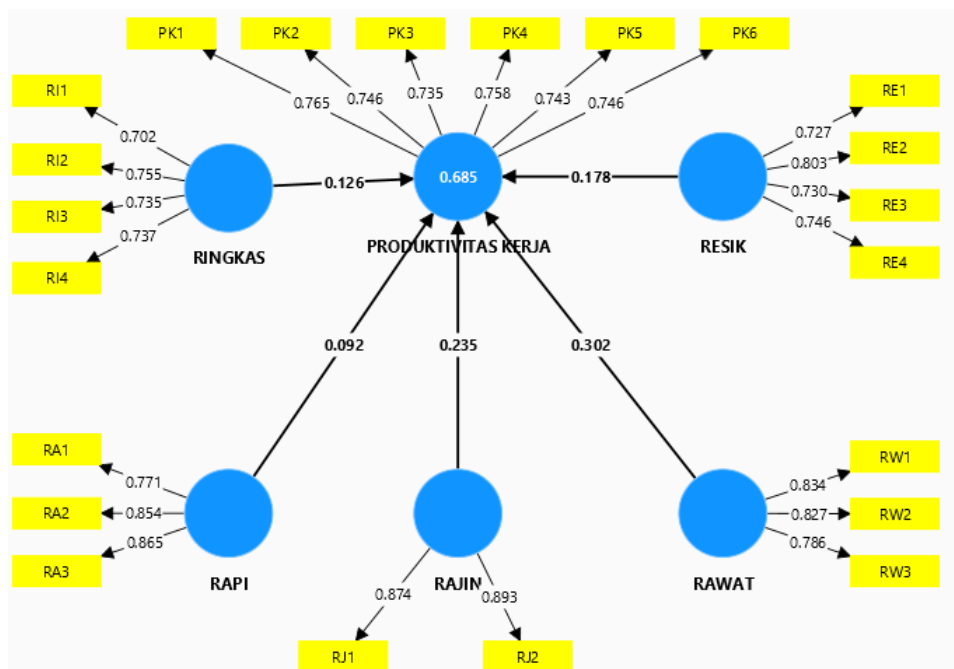 PK1 PK2 PK3 PK4 PK5 PK6
RI1
RE1
0.765 0.746 0.735 0.758 0.743 0.746
0.702
0.727
RI2
RE2
0.755
0.803
RI3
0.735
0.126
0.685
0.178
0.730
RE3
0.737
0.746
RI4
RINGKAS
PRODUKTIVITAS KERJA
RESIK
RE4
0.092
0.235
0.302
RA1
RW1
0.771
0.834
RA2
0.854
0.827
RW2
0.865
0.786
RA3
RW3
RAPI
RAJIN
RAWAT
0.874
0.893
RJ1
RJ2